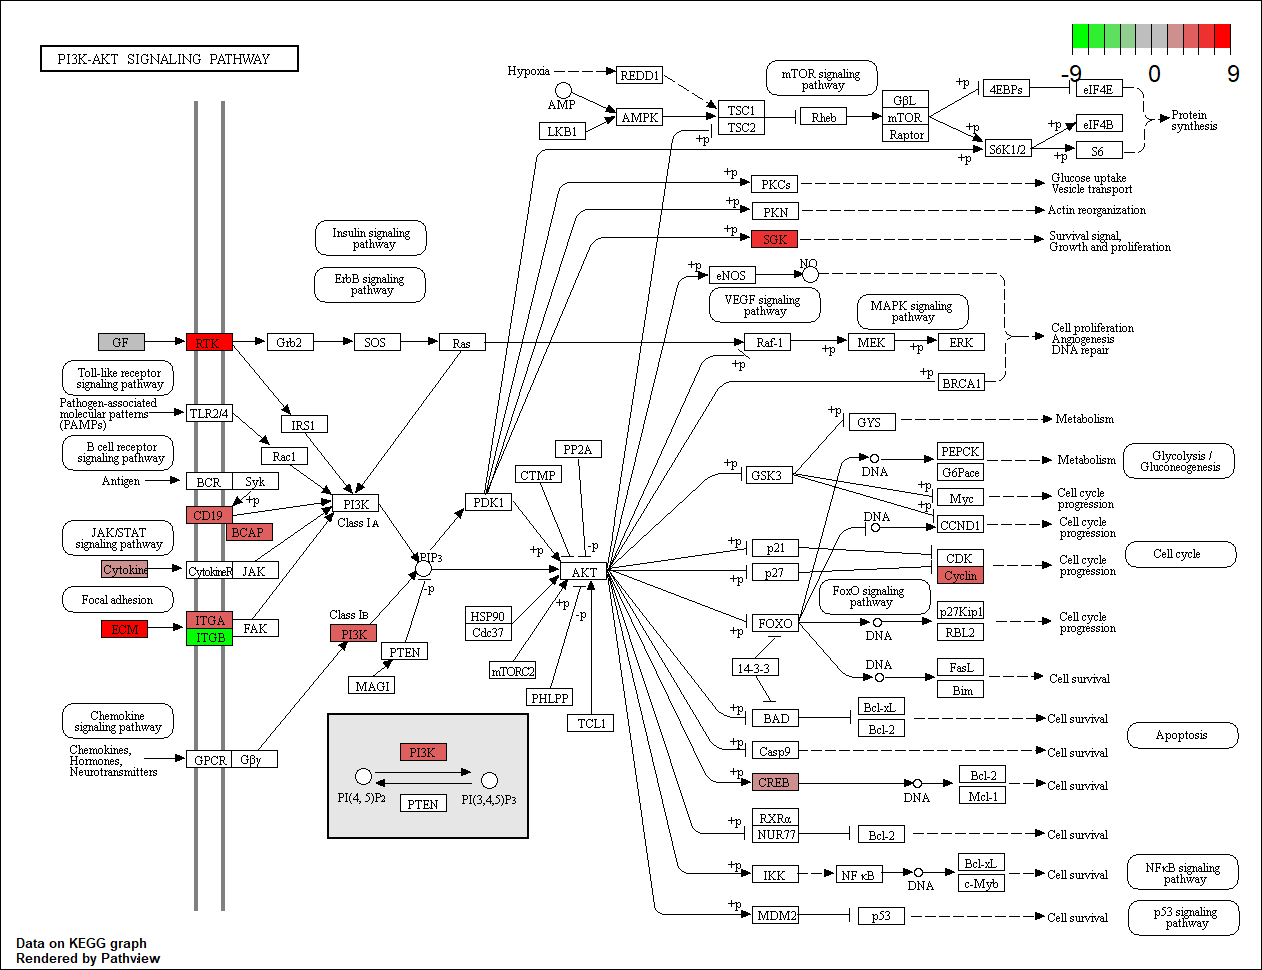 PI3K-AKT SIGNALING PATHWAY
-9 0 9
Hypoxia
REDD1
mTOR signaling
pathway
AMP
LKB1
AMPK
TSC1
TSC2
+p
Rheb
GβL
mTOR
Raptor
+p
4EBPs
eIF4E
+p
S6K1/2
+p
+p
eIF4B
+p
S6
Protein
synthesis
+p
PKCs
Glucose uptake
Vesicle transport
+p
PKN
Actin reorganization
+p
SGK
Survival signal,
Growth and proliferation
Insulin signaling
pathway
ErbB signaling
pathway
+p
eNOS
NO
VEGF signaling
pathway
MAPK signaling
pathway
GF
RTK
Grb2
SOS
Ras
Raf-1
+p
+p
MEK
+p
ERK
Cell proliferation
Angiogenesis
DNA repair
+p
BRCA1
Toll-like receptor
signaling pathway
Pathogen-associated
molecular patterns
(PAMPs)
TLR2/4
IRS1
Rac1
B cell receptor
signaling pathway
Antigen
BCR
Syk
+p
CD19
BCAP
PI3K
Class IA
JAK/STAT
signaling pathway
Cytokine
CytokineR
JAK
Focal adhesion
ECM
ITGA
ITGB
FAK
Class IB
PI3K
PIP3
-p
PTEN
MAGI
PDK1
CTMP
PP2A
+p
-p
AKT
HSP90
Cdc37
+p
-p
mTORC2
PHLPP
TCL1
Chemokine
signaling pathway
Chemokines,
Hormones,
Neurotransmitters
GPCR
Gβγ
PI3K
PI(4, 5)P2
PI(3,4,5)P3
PTEN
+p
GYS
Metabolism
+p
GSK3
DNA
PEPCK
G6Pace
Metabolism
Glycolysis /
Gluconeogenesis
+p
Myc
Cell cycle
progression
+p
DNA
CCND1
Cell cycle
progression
+p
p21
+p
p27
CDK
Cyclin
Cell cycle
progression
Cell cycle
FoxO signaling
pathway
+p
FOXO
DNA
p27Kip1
RBL2
Cell cycle
progression
14-3-3
DNA
FasL
Bim
Cell survival
+p
BAD
Bcl-xL
Bcl-2
Cell survival
Apoptosis
+p
Casp9
Cell survival
+p
CREB
DNA
Bcl-2
Mcl-1
Cell survival
+p
RXRα
NUR77
Bcl-2
Cell survival
+p
IKK
NFκB
DNA
Bcl-xL
c-Myb
Cell survival
NFκB signaling
pathway
+p
MDM2
p53
Cell survival
p53 signaling
pathway
Data on KEGG graph
Rendered by Pathview